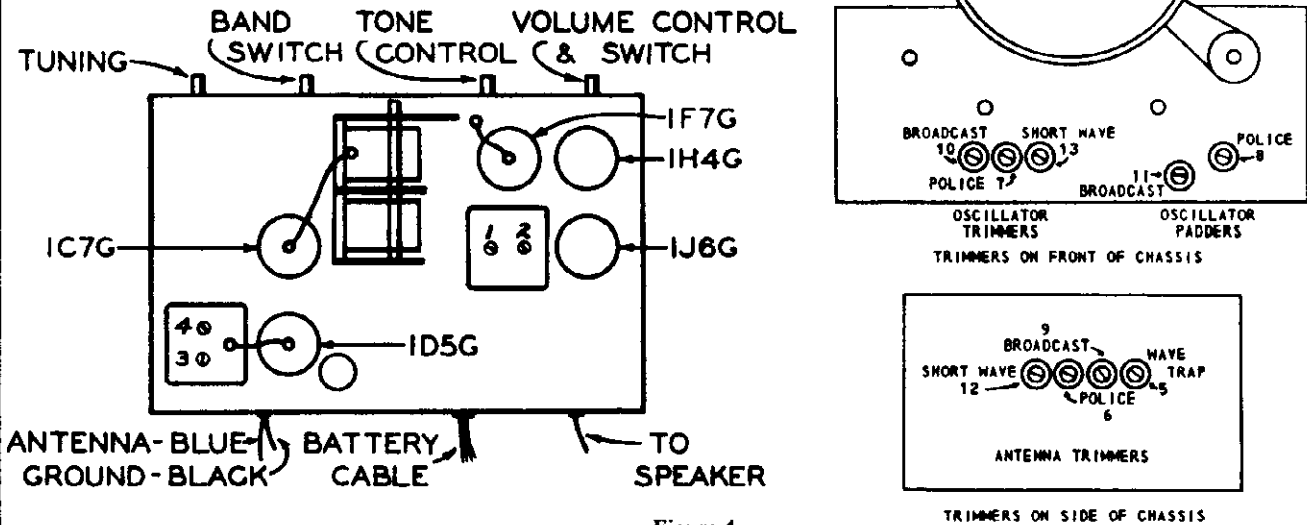 BAND SWITCH
TONE CONTROL
VOLUME CONTROL & SWITCH
TUNING
1F7G
1H4G
1C7G
1 2
1J6G
4
3
1D5G
ANTENNA-BLUE
GROUND-BLACK
BATTERY CABLE
TO SPEAKER
BROADCAST 10
SHORT WAVE 13
POLICE 7
POLICE 8
11
BROADCAST
OSCILLATOR TRIMMERS
OSCILLATOR PADDERS
TRIMMERS ON FRONT OF CHASSIS
9
BROADCAST
SHORT WAVE 12
WAVE TRAP 5
POLICE 6
ANTENNA TRIMMERS
TRIMMERS ON SIDE OF CHASSIS